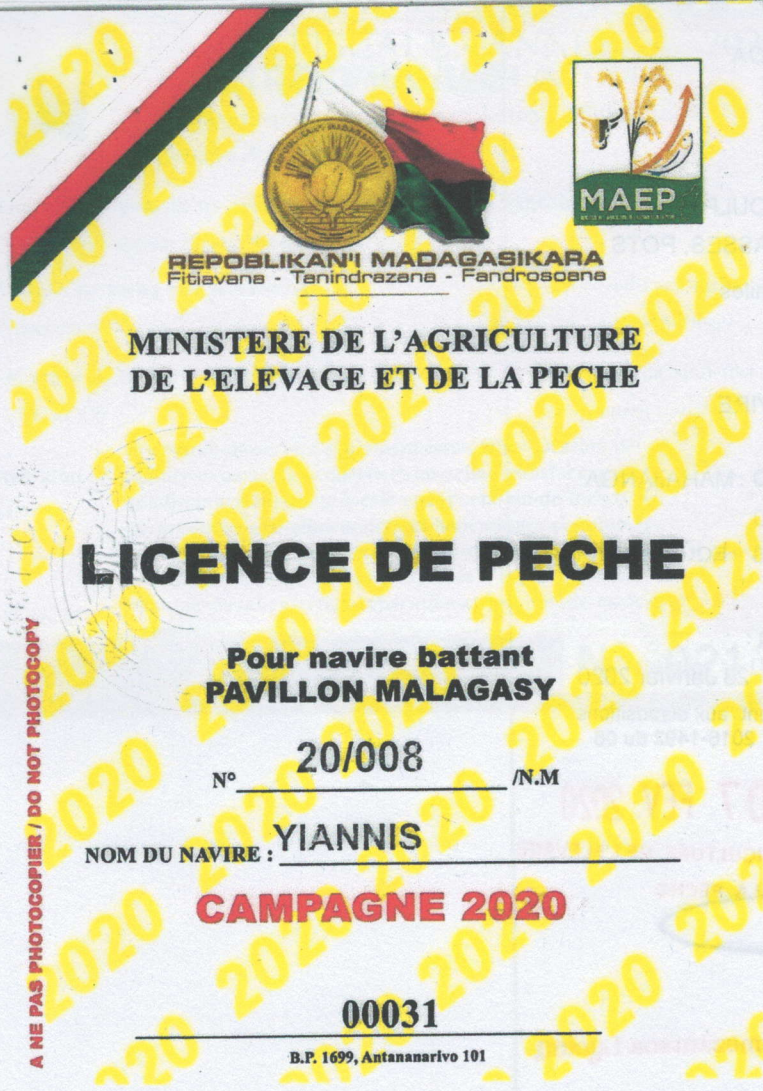 MAEP
REPOBLIKAN'I MADAGASIKARA
Fitiavana - Tanindrazana - Fandrosoana
MINISTERE DE L'AGRICULTURE
DE L'ELEVAGE ET DE LA PECHE
LICENCE DE PECHE
Pour navire battant
PAVILLON MALAGASY
N° 20/008 /N.M
NOM DU NAVIRE : YIANNIS
CAMPAGNE 2020
00031
B.P. 1699, Antananarivo 101
A NE PAS PHOTOCOPIER / DO NOT PHOTOCOPY
2020